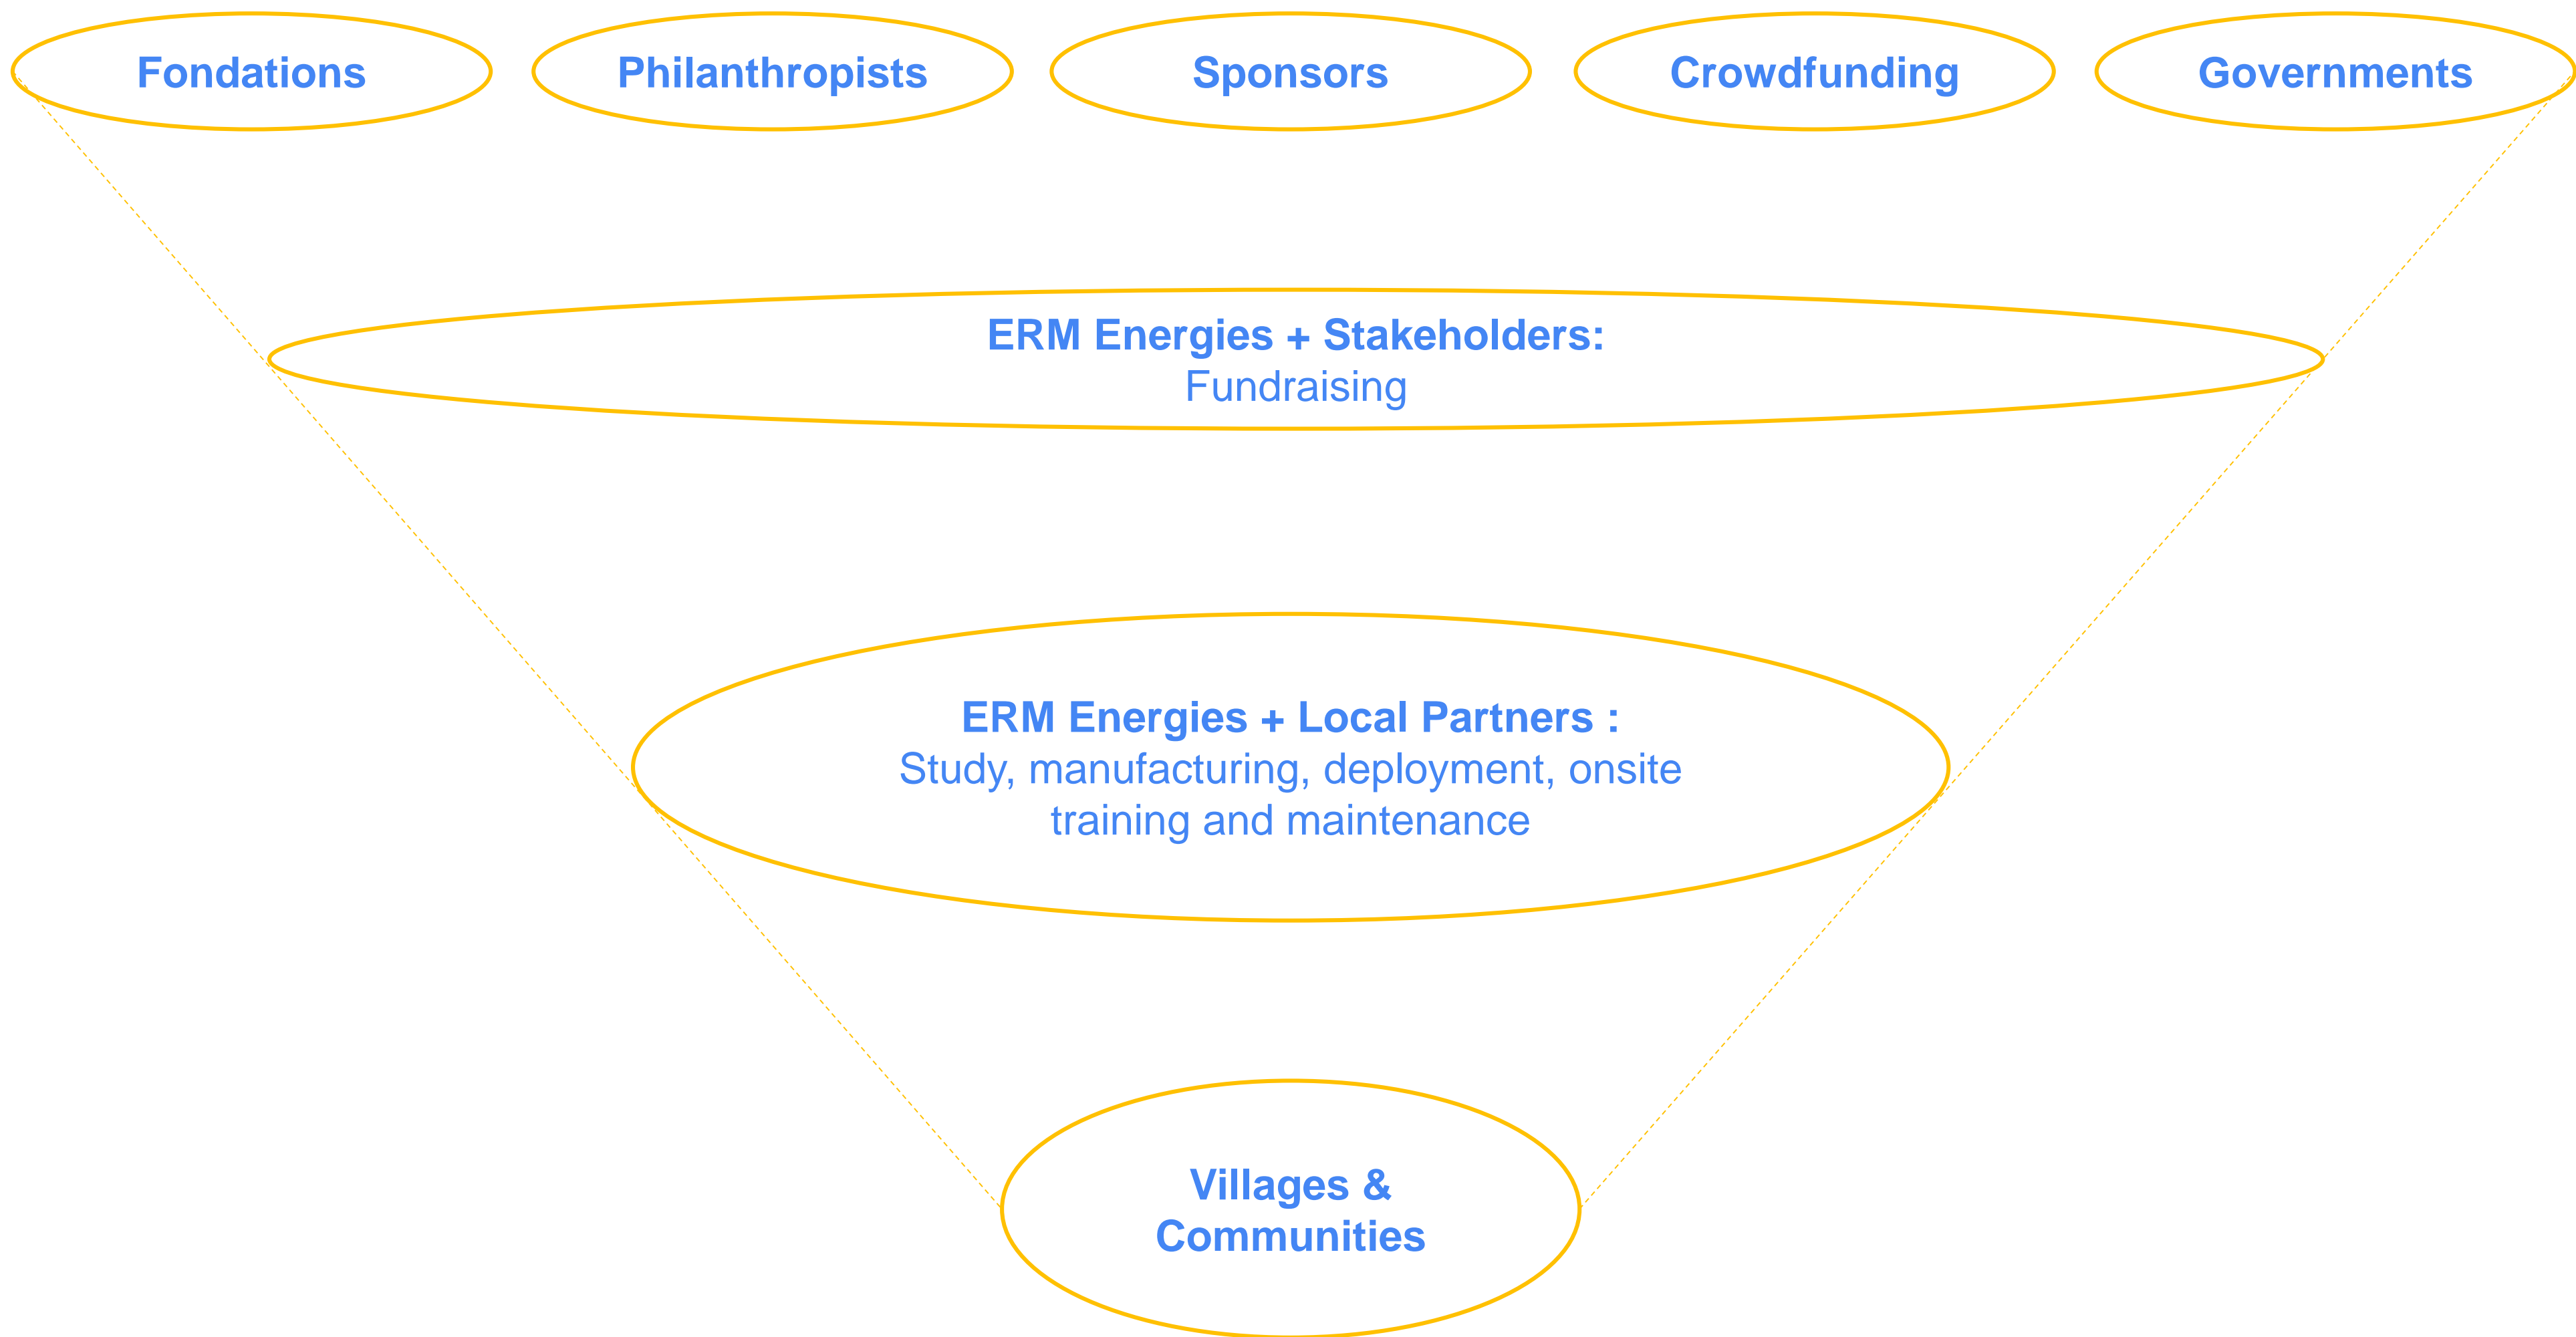 Fondations
Philanthropists
Sponsors
Crowdfunding
Governments
ERM Energies + Stakeholders:
Fundraising
ERM Energies + Local Partners :
Study, manufacturing, deployment, onsite
training and maintenance
Villages &
Communities